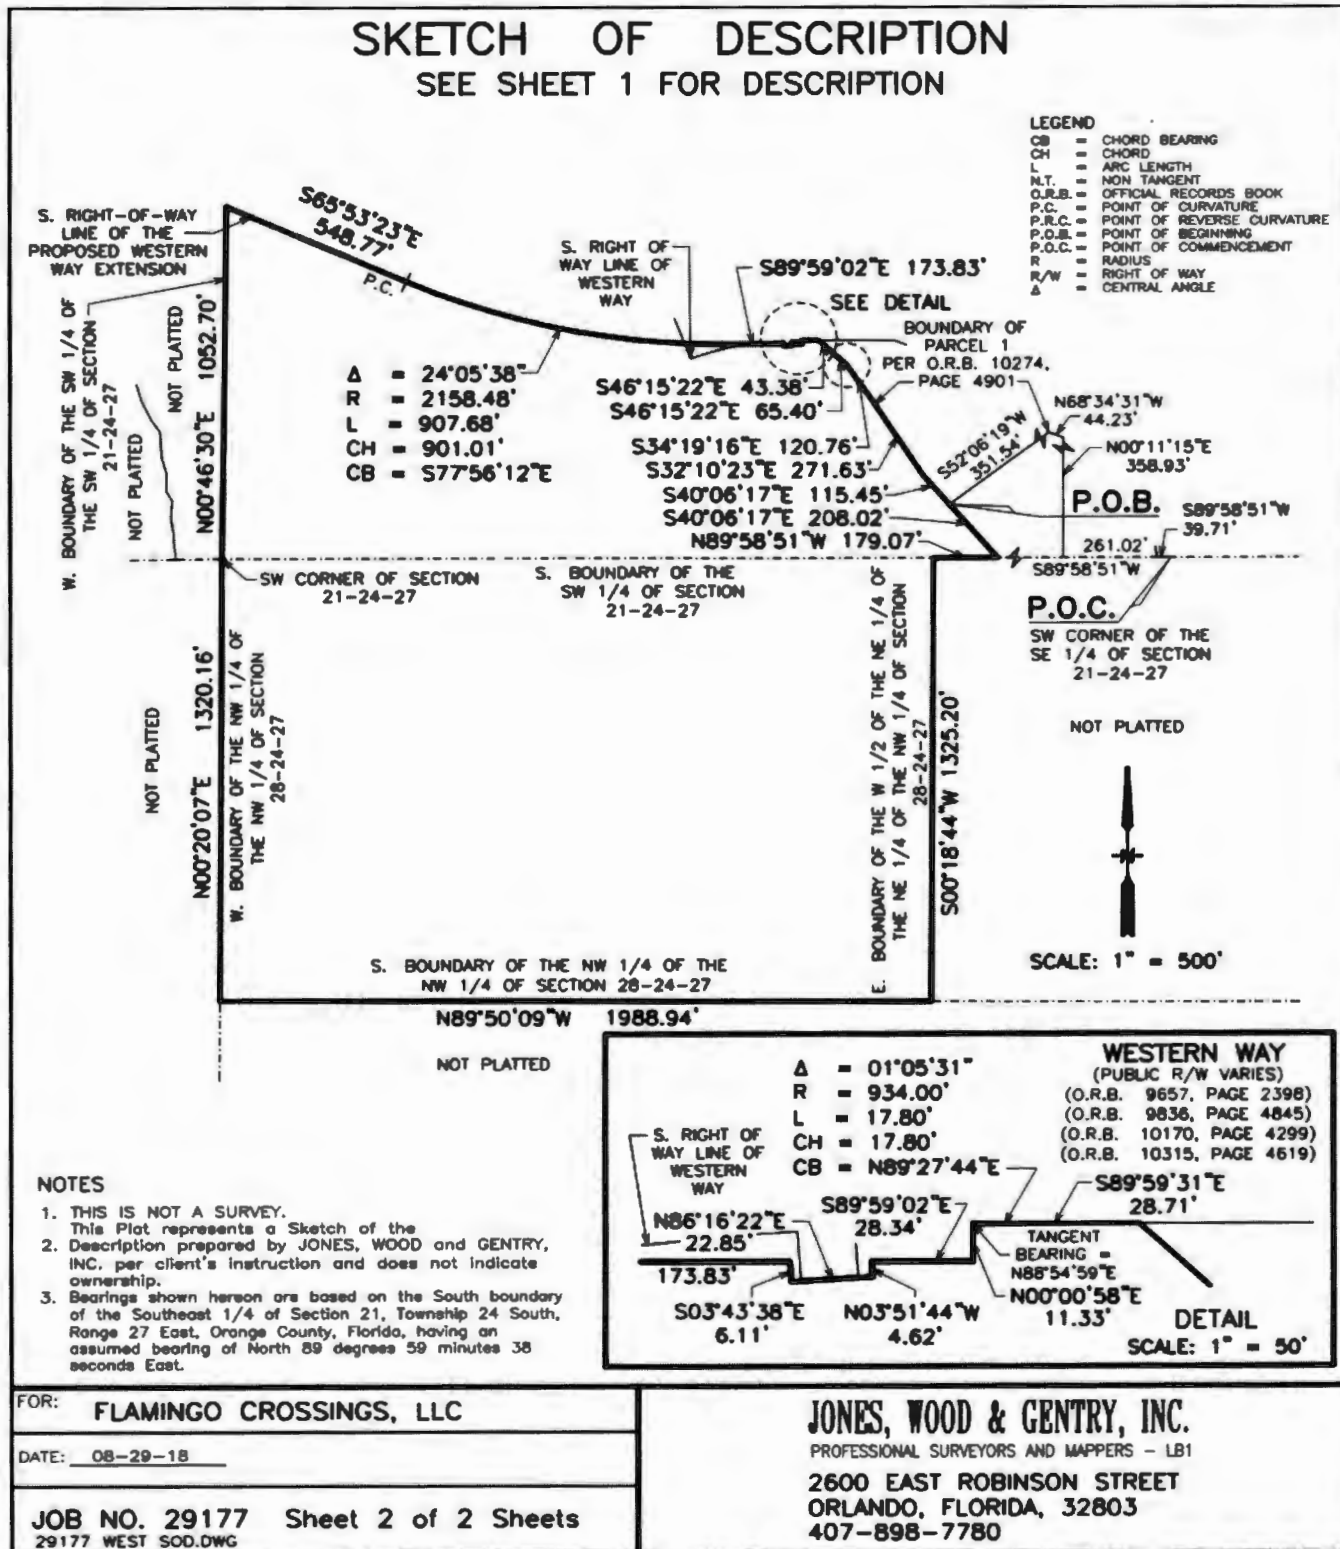 SKETCH OF DESCRIPTION
SEE SHEET 1 FOR DESCRIPTION
LEGEND
CB = CHORD BEARING
CH = CHORD
L = ARC LENGTH
N.T. = NON TANGENT
O.R.B. = OFFICIAL RECORDS BOOK
P.C. = POINT OF CURVATURE
P.R.C. = POINT OF REVERSE CURVATURE
P.O.B. = POINT OF BEGINNING
P.O.C. = POINT OF COMMENCEMENT
R = RADIUS
R/W = RIGHT OF WAY
Δ = CENTRAL ANGLE
S. RIGHT-OF-WAY
LINE OF THE
PROPOSED WESTERN
WAY EXTENSION
S65°53'23"E
548.77'
P.C.
S. RIGHT OF
WAY LINE OF
WESTERN
WAY
S89°59'02"E 173.83'
SEE DETAIL
BOUNDARY OF
PARCEL 1
PER O.R.B. 10274,
PAGE 4901
W. BOUNDARY OF THE SW 1/4 OF
THE SW 1/4 OF SECTION
21-24-27
NOT PLATTED
NOT PLATTED
N00°46'30"E 1052.70'
Δ = 24°05'38"
R = 2158.48'
L = 907.68'
CH = 901.01'
CB = S77°56'12"E
S46°15'22"E 43.38'
S46°15'22"E 65.40'
S34°19'16"E 120.76'
S32°10'23"E 271.63'
S40°06'17"E 115.45'
S40°06'17"E 208.02'
N89°58'51"W 179.07'
S52°06'19"W
351.54'
N68°34'31"W
44.23'
N00°11'15"E
358.93'
P.O.B.
S89°58'51"W
39.71'
261.02'
S89°58'51"W
P.O.C.
SW CORNER OF THE
SE 1/4 OF SECTION
21-24-27
SW CORNER OF SECTION
21-24-27
S. BOUNDARY OF THE
SW 1/4 OF SECTION
21-24-27
NOT PLATTED
N00°20'07"E 1320.16'
W. BOUNDARY OF THE NW 1/4 OF
THE NW 1/4 OF SECTION
28-24-27
E. BOUNDARY OF THE W 1/2 OF THE NE 1/4 OF
THE NE 1/4 OF THE NW 1/4 OF SECTION
28-24-27
S00°18'44"W 1325.20'
NOT PLATTED
N
SCALE: 1" = 500'
S. BOUNDARY OF THE NW 1/4 OF THE
NW 1/4 OF SECTION 28-24-27
N89°50'09"W 1988.94'
NOT PLATTED
Δ = 01°05'31"
R = 934.00'
L = 17.80'
CH = 17.80'
CB = N89°27'44"E
WESTERN WAY
(PUBLIC R/W VARIES)
(O.R.B. 9657, PAGE 2398)
(O.R.B. 9836, PAGE 4845)
(O.R.B. 10170, PAGE 4299)
(O.R.B. 10315, PAGE 4619)
S. RIGHT OF
WAY LINE OF
WESTERN
WAY
N86°16'22"E
22.85'
S89°59'02"E
28.34'
S89°59'31"E
28.71'
173.83'
TANGENT
BEARING =
N88°54'59"E
S03°43'38"E
6.11'
N03°51'44"W
4.62'
N00°00'58"E
11.33'
DETAIL
SCALE: 1" = 50'
NOTES
1. THIS IS NOT A SURVEY.
This Plat represents a Sketch of the
2. Description prepared by JONES, WOOD and GENTRY,
INC. per client's instruction and does not indicate
ownership.
3. Bearings shown hereon are based on the South boundary
of the Southeast 1/4 of Section 21, Township 24 South,
Range 27 East, Orange County, Florida, having an
assumed bearing of North 89 degrees 59 minutes 38
seconds East.
FOR: FLAMINGO CROSSINGS, LLC
DATE: 08-29-18
JOB NO. 29177 Sheet 2 of 2 Sheets
29177 WEST SOD.DWG
JONES, WOOD & GENTRY, INC.
PROFESSIONAL SURVEYORS AND MAPPERS - LB1
2600 EAST ROBINSON STREET
ORLANDO, FLORIDA, 32803
407-898-7780